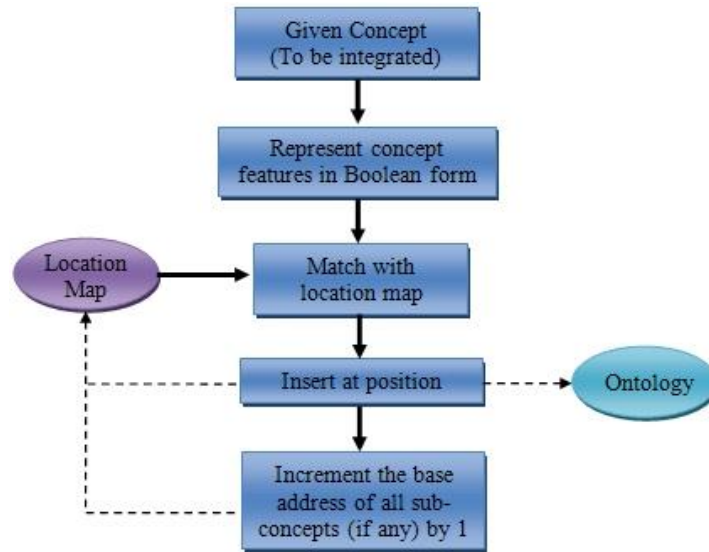 Given Concept
(To be integrated)
Represent concept
features in Boolean form
Location
Map
Match with
location map
Insert at position
Ontology
Increment the base
address of all sub-
concepts (if any) by 1